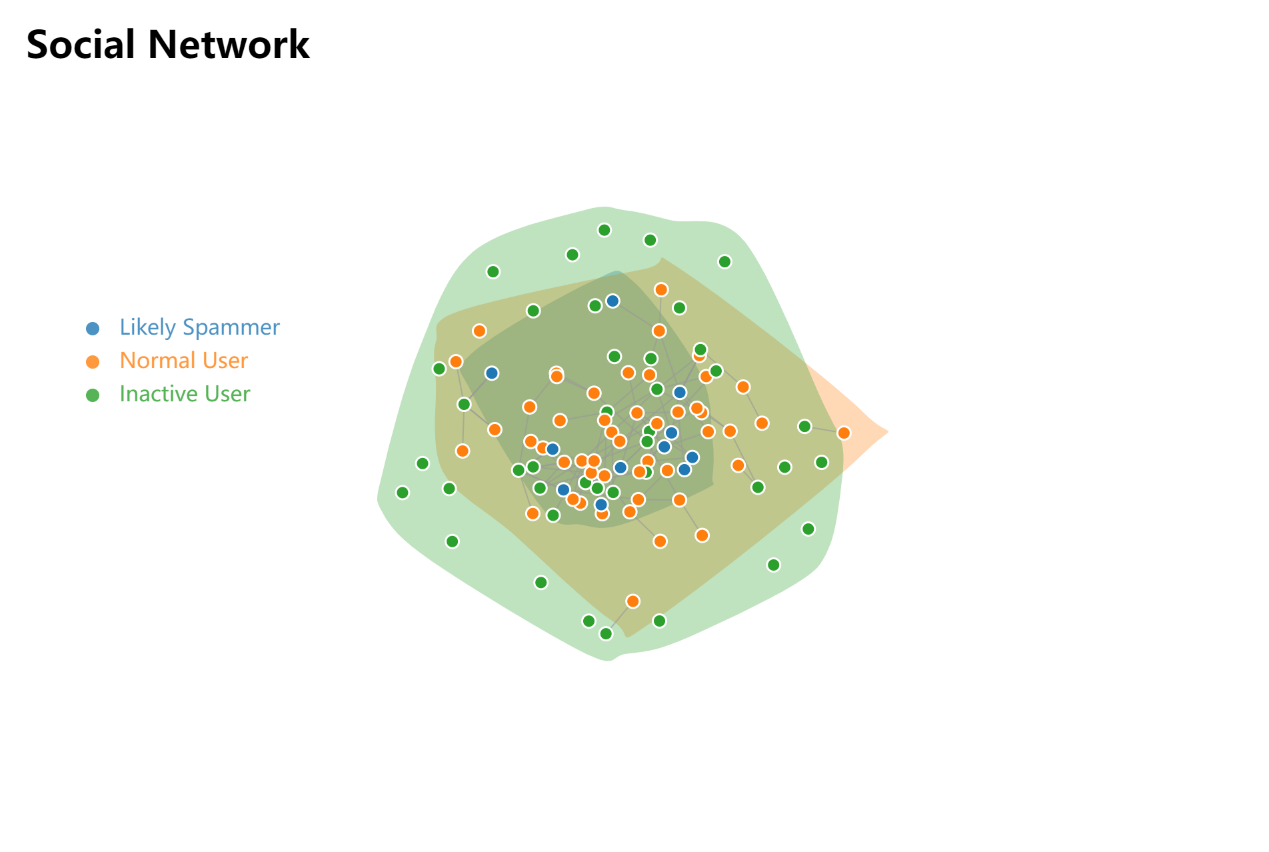 Social Network
Likely Spammer
Normal User
Inactive User